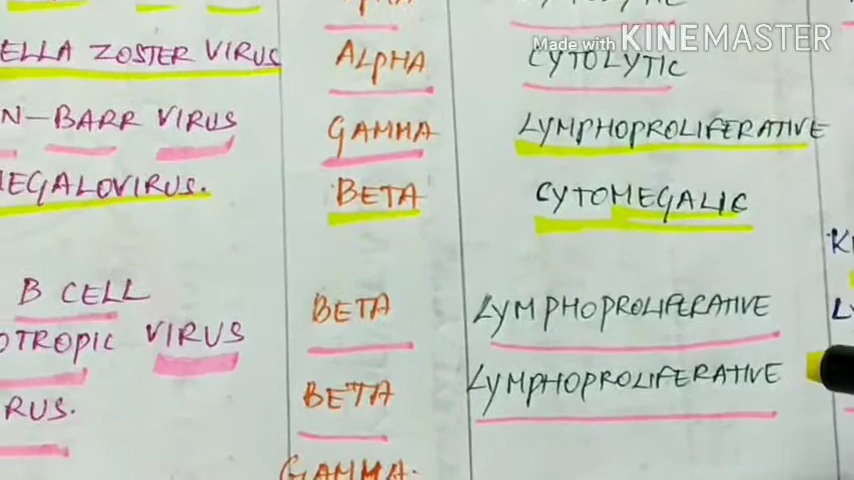 Made with KINEMASTER
ELLA ZOSTER VIRUS ALPHA CYTOLYTIC
N-BARR VIRUS GAMMA LYMPHOPROLIFERATIVE
EGALOVIRUS. BETA CYTOMEGALIC
B CELL BETA LYMPHOPROLIFERATIVE
OTROPIC VIRUS
RUS. BETA LYMPHOPROLIFERATIVE
GAMMA.